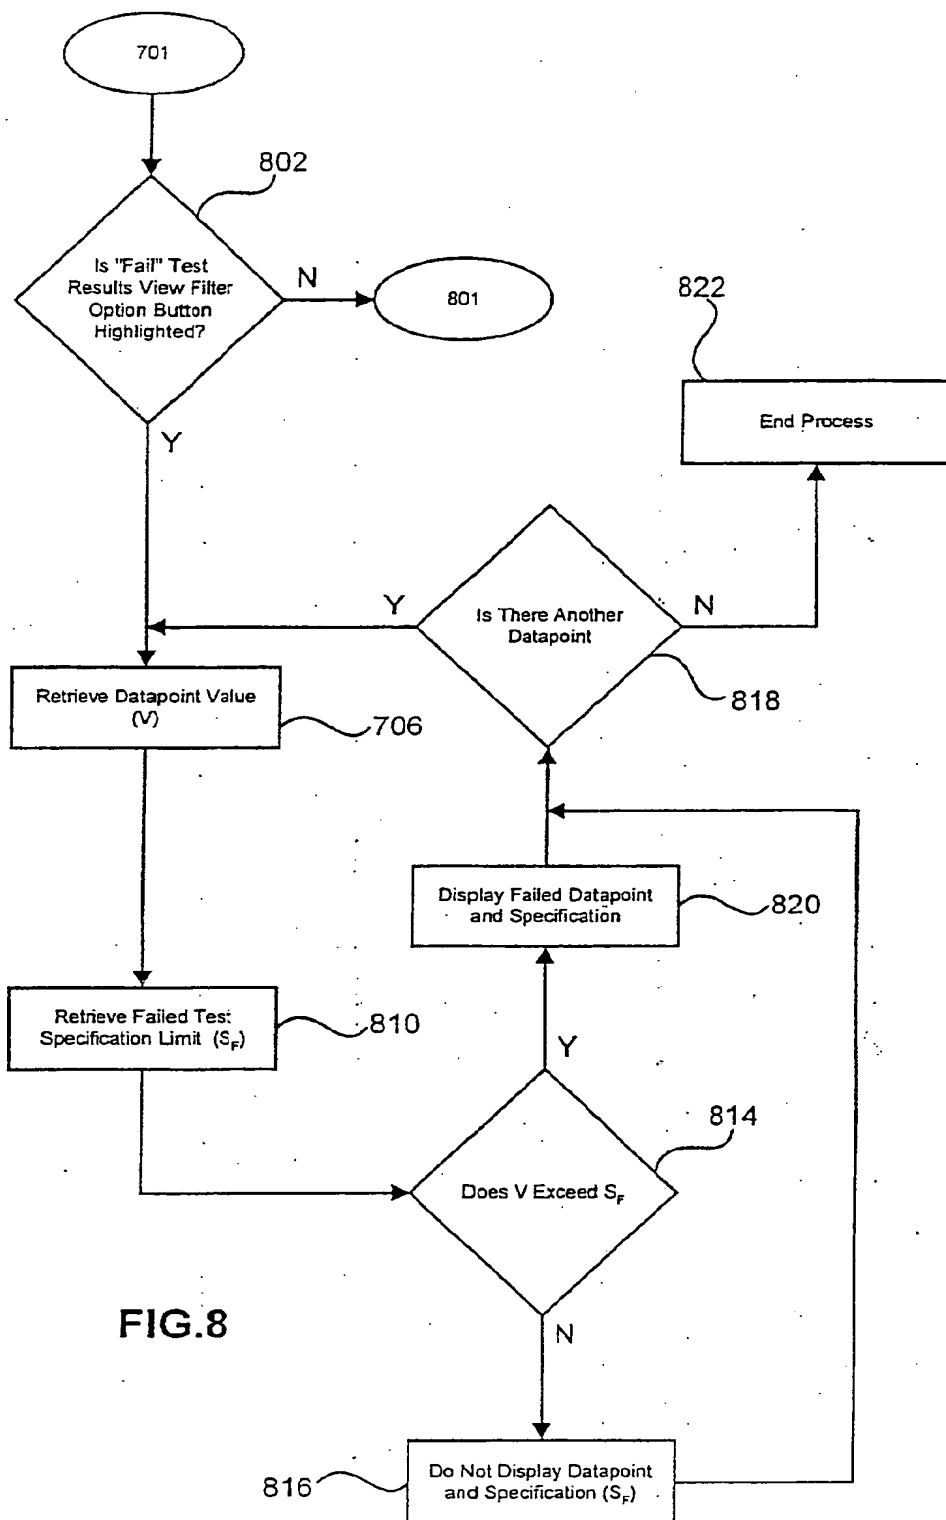 701
802
Is "Fail" Test
Results View Filter
Option Button
Highlighted?
N
801
Y
822
End Process
Is There Another
Datapoint
Y
N
818
Retrieve Datapoint Value
(V)
706
Display Failed Datapoint
and Specification
820
Retrieve Failed Test
Specification Limit (SF)
810
Y
814
Does V Exceed SF
N
FIG.8
816
Do Not Display Datapoint
and Specification (SF)